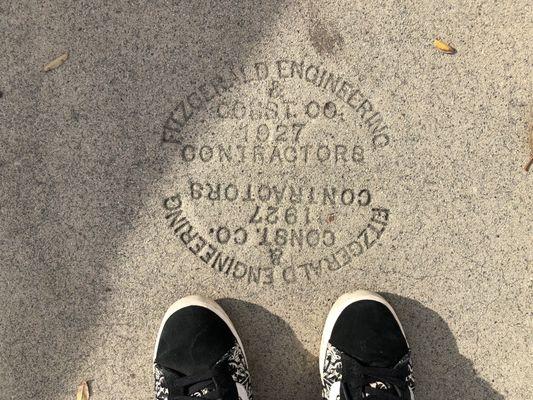 FITZGERALD ENGINEERING
&
CONST. CO.
1927
CONTRACTORS
CONTRACTORS
1927
CONST. CO.
&
FITZGERALD ENGINEERING